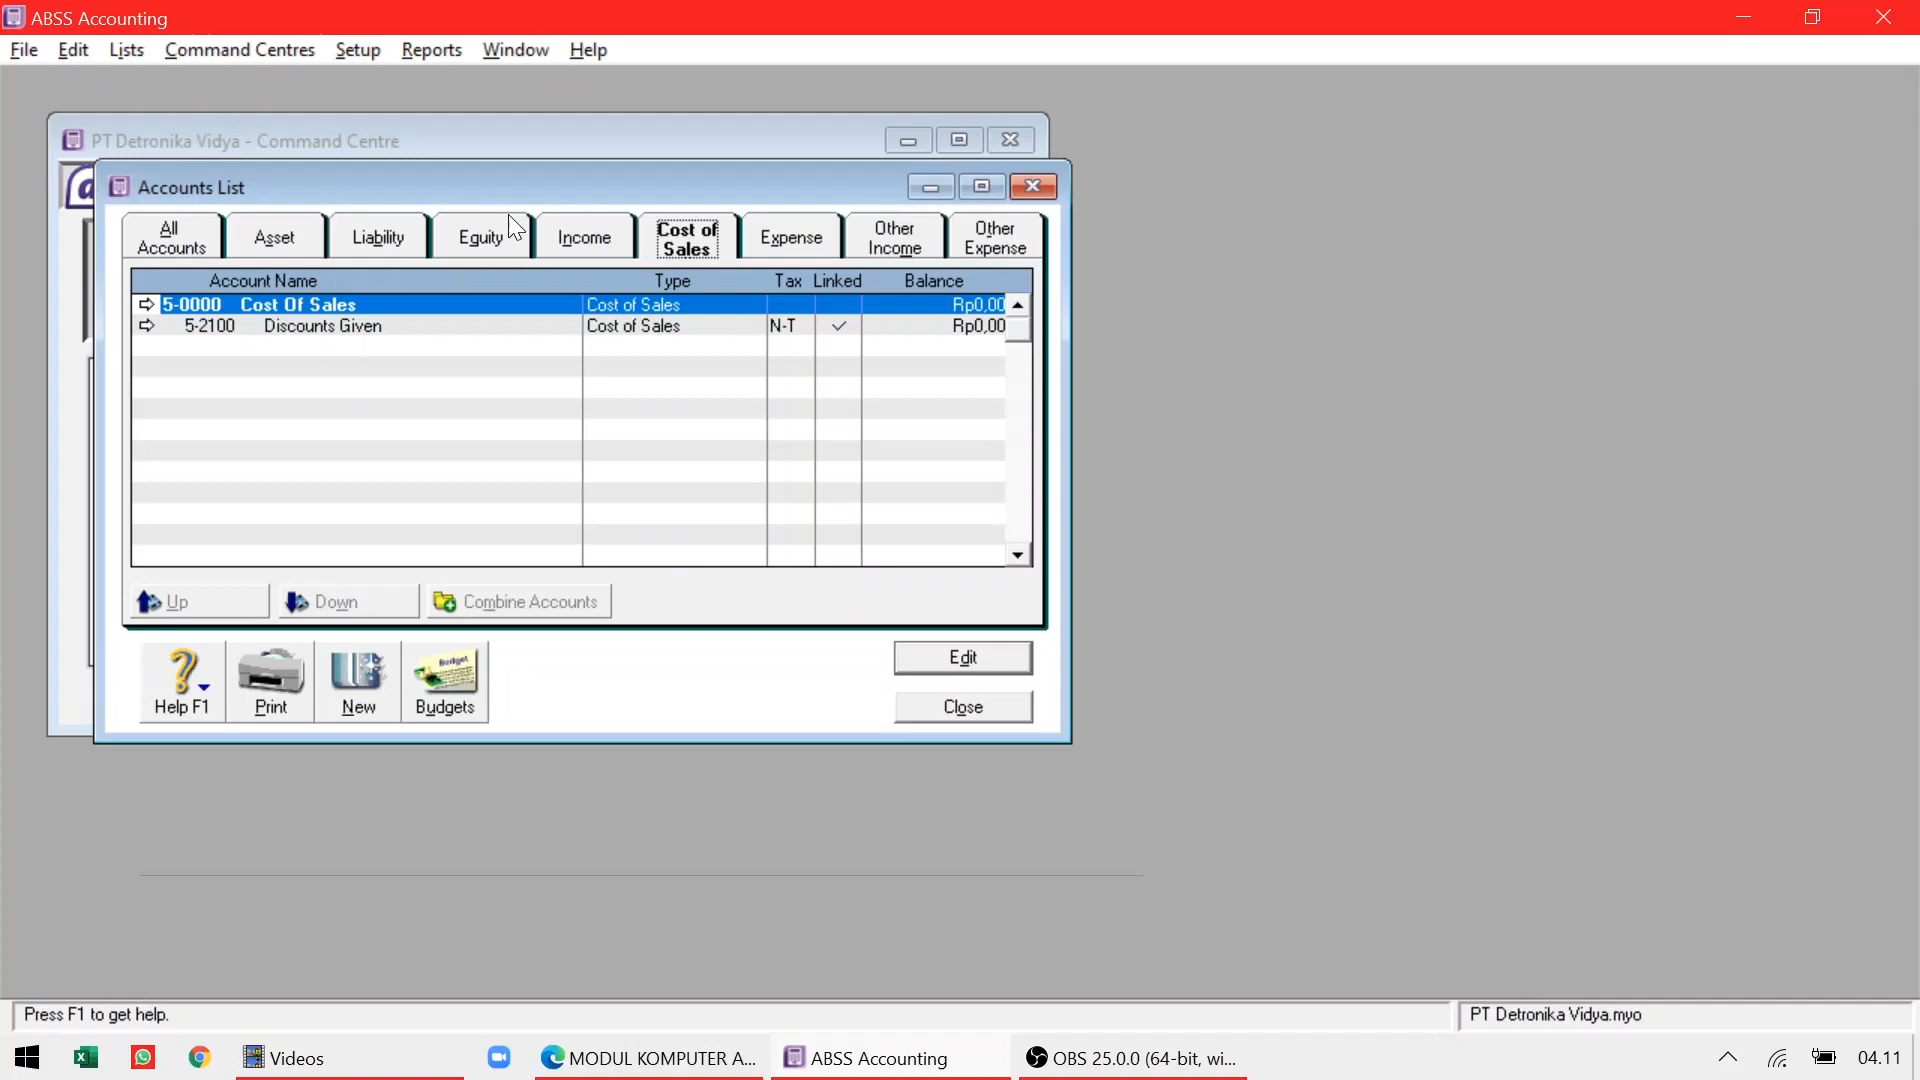 ABSS Accounting
File Edit Lists Command Centres Setup Reports Window Help
PT Detronika Vidya - Command Centre
Accounts List
All Accounts
Asset
Liability
Equity
Income
Cost of Sales
Expense
Other Income
Other Expense
Account Name Type Tax Linked Balance
5-0000 Cost Of Sales Cost of Sales Rp0,00
5-2100 Discounts Given Cost of Sales N-T Rp0,00
Up Down Combine Accounts
Budget
Help F1 Print New Budgets
Edit
Close
Press F1 to get help.
PT Detronika Vidya.myo
Videos MODUL KOMPUTER A... ABSS Accounting OBS 25.0.0 (64-bit, wi... 04.11